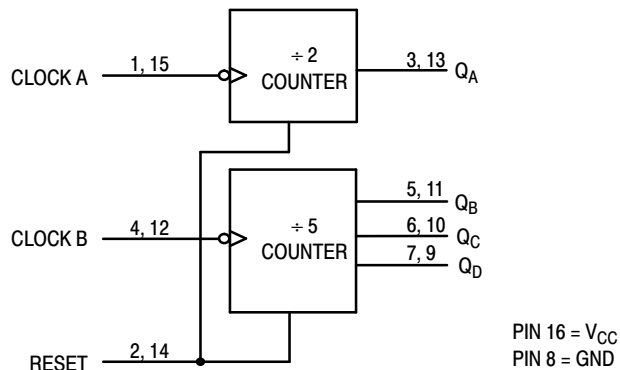 ÷ 2
COUNTER
CLOCK A
1, 15
3, 13
QA
÷ 5
COUNTER
CLOCK B
4, 12
5, 11
QB
6, 10
QC
7, 9
QD
RESET
2, 14
PIN 16 = VCC
PIN 8 = GND